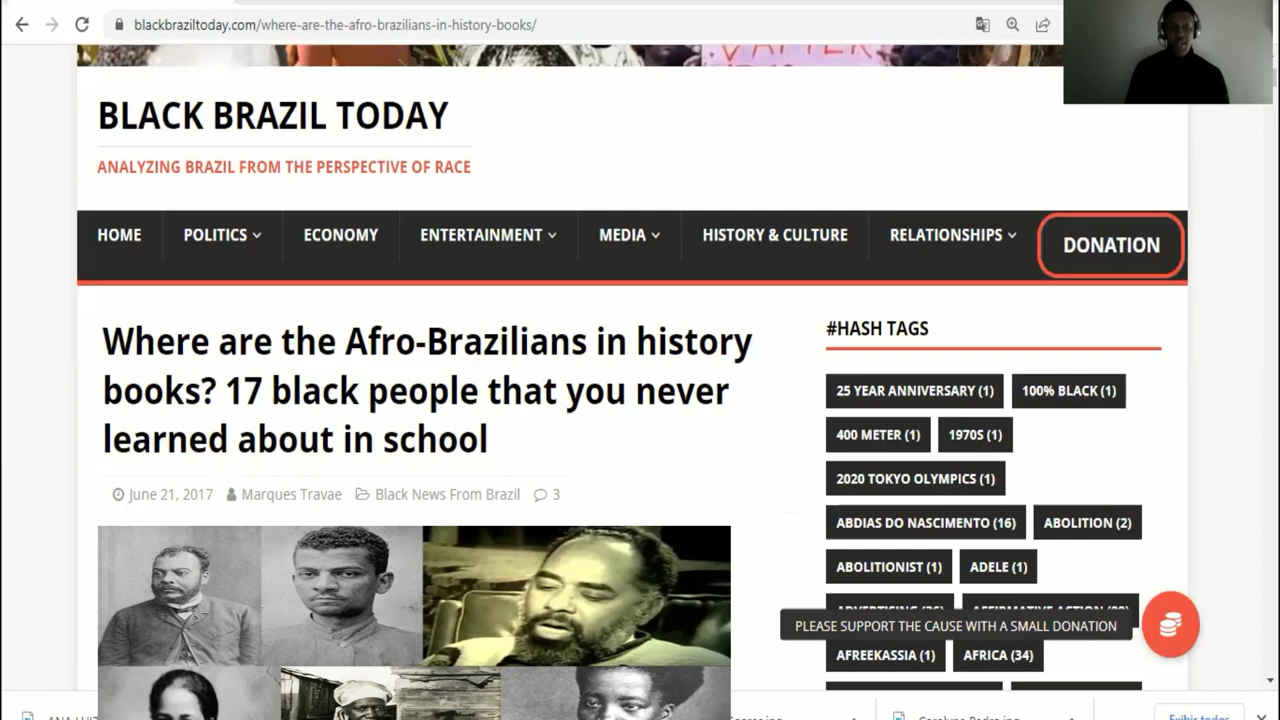 blackbraziltoday.com/where-are-the-afro-brazilians-in-history-books/
BLACK BRAZIL TODAY
ANALYZING BRAZIL FROM THE PERSPECTIVE OF RACE
HOME POLITICS ECONOMY ENTERTAINMENT MEDIA HISTORY & CULTURE RELATIONSHIPS DONATION
Where are the Afro-Brazilians in history
books? 17 black people that you never
learned about in school
June 21, 2017 Marques Travae Black News From Brazil 3
#HASH TAGS
25 YEAR ANNIVERSARY (1) 100% BLACK (1)
400 METER (1) 1970S (1)
2020 TOKYO OLYMPICS (1)
ABDIAS DO NASCIMENTO (16) ABOLITION (2)
ABOLITIONIST (1) ADELE (1)
PLEASE SUPPORT THE CAUSE WITH A SMALL DONATION
AFREEKASSIA (1) AFRICA (34)